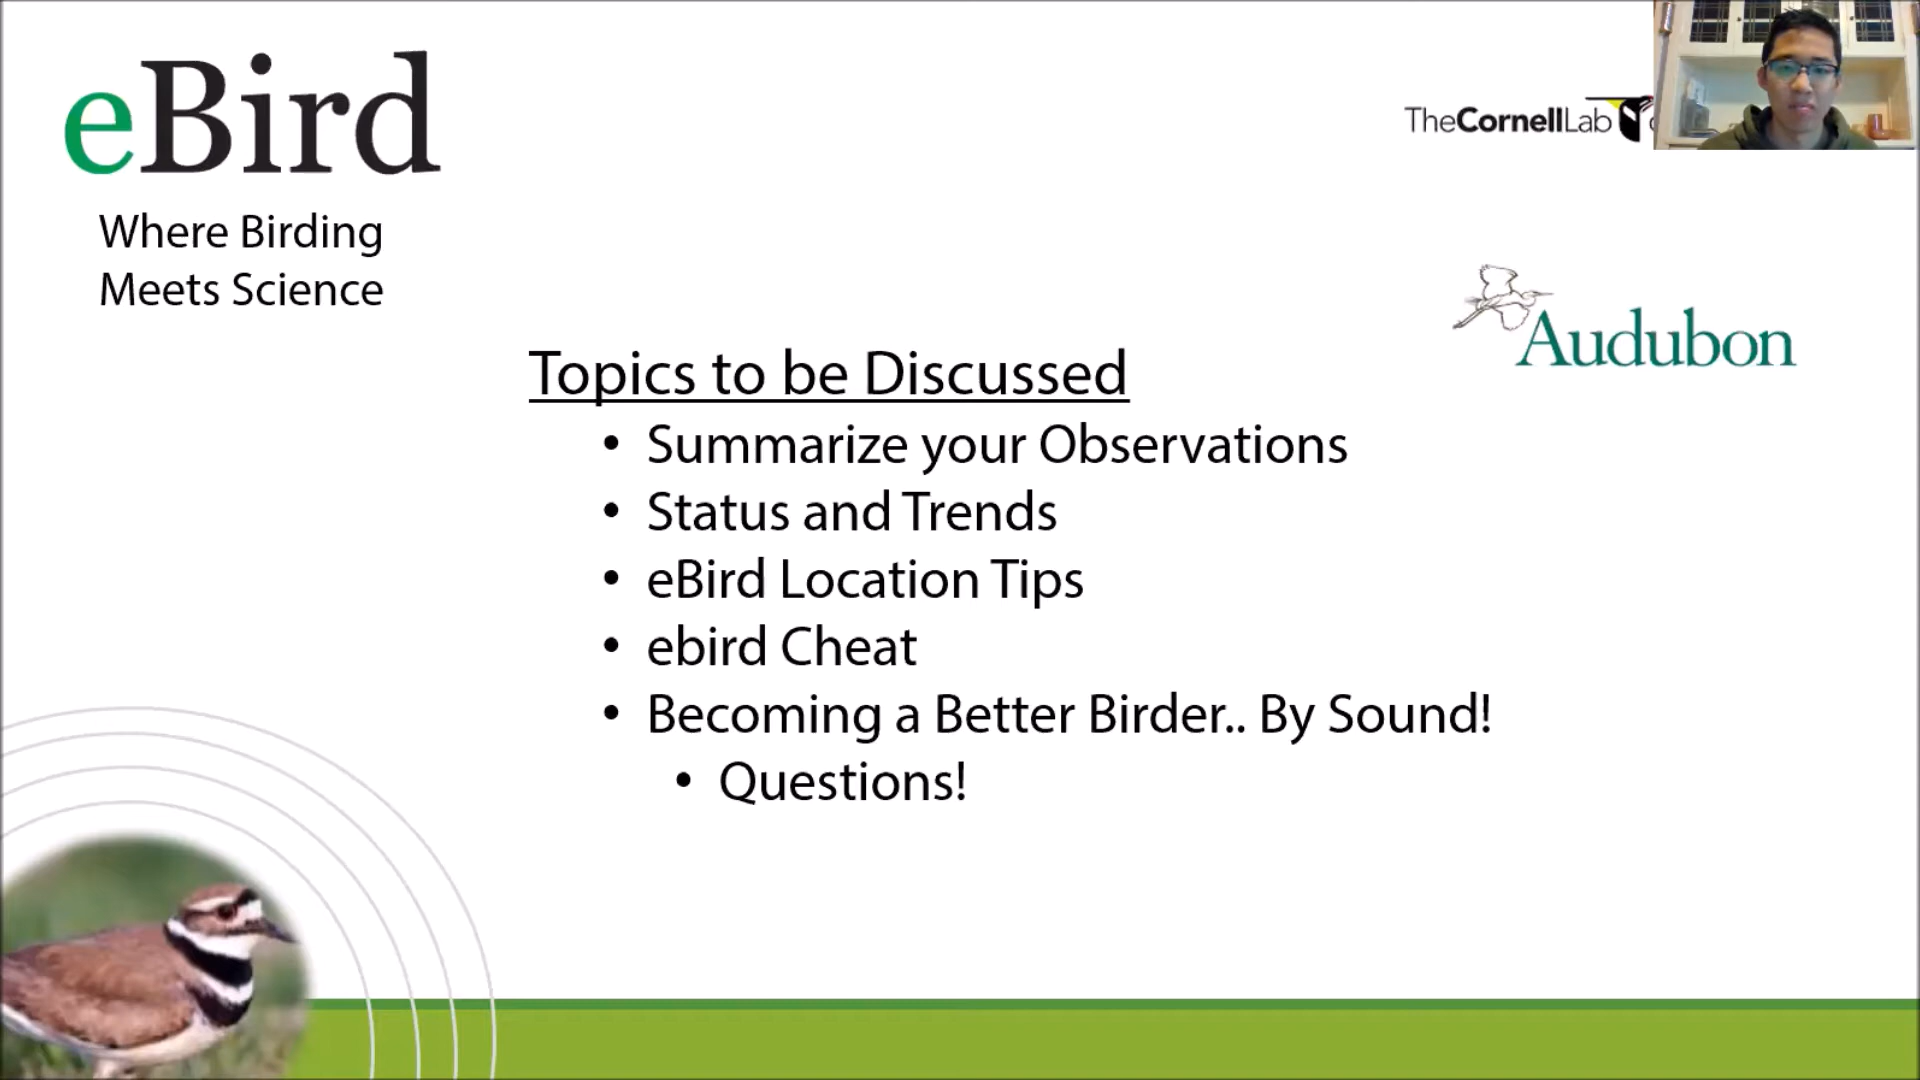 eBird
Where Birding
Meets Science
TheCornellLab
Audubon
Topics to be Discussed
• Summarize your Observations
• Status and Trends
• eBird Location Tips
• ebird Cheat
• Becoming a Better Birder.. By Sound!
• Questions!